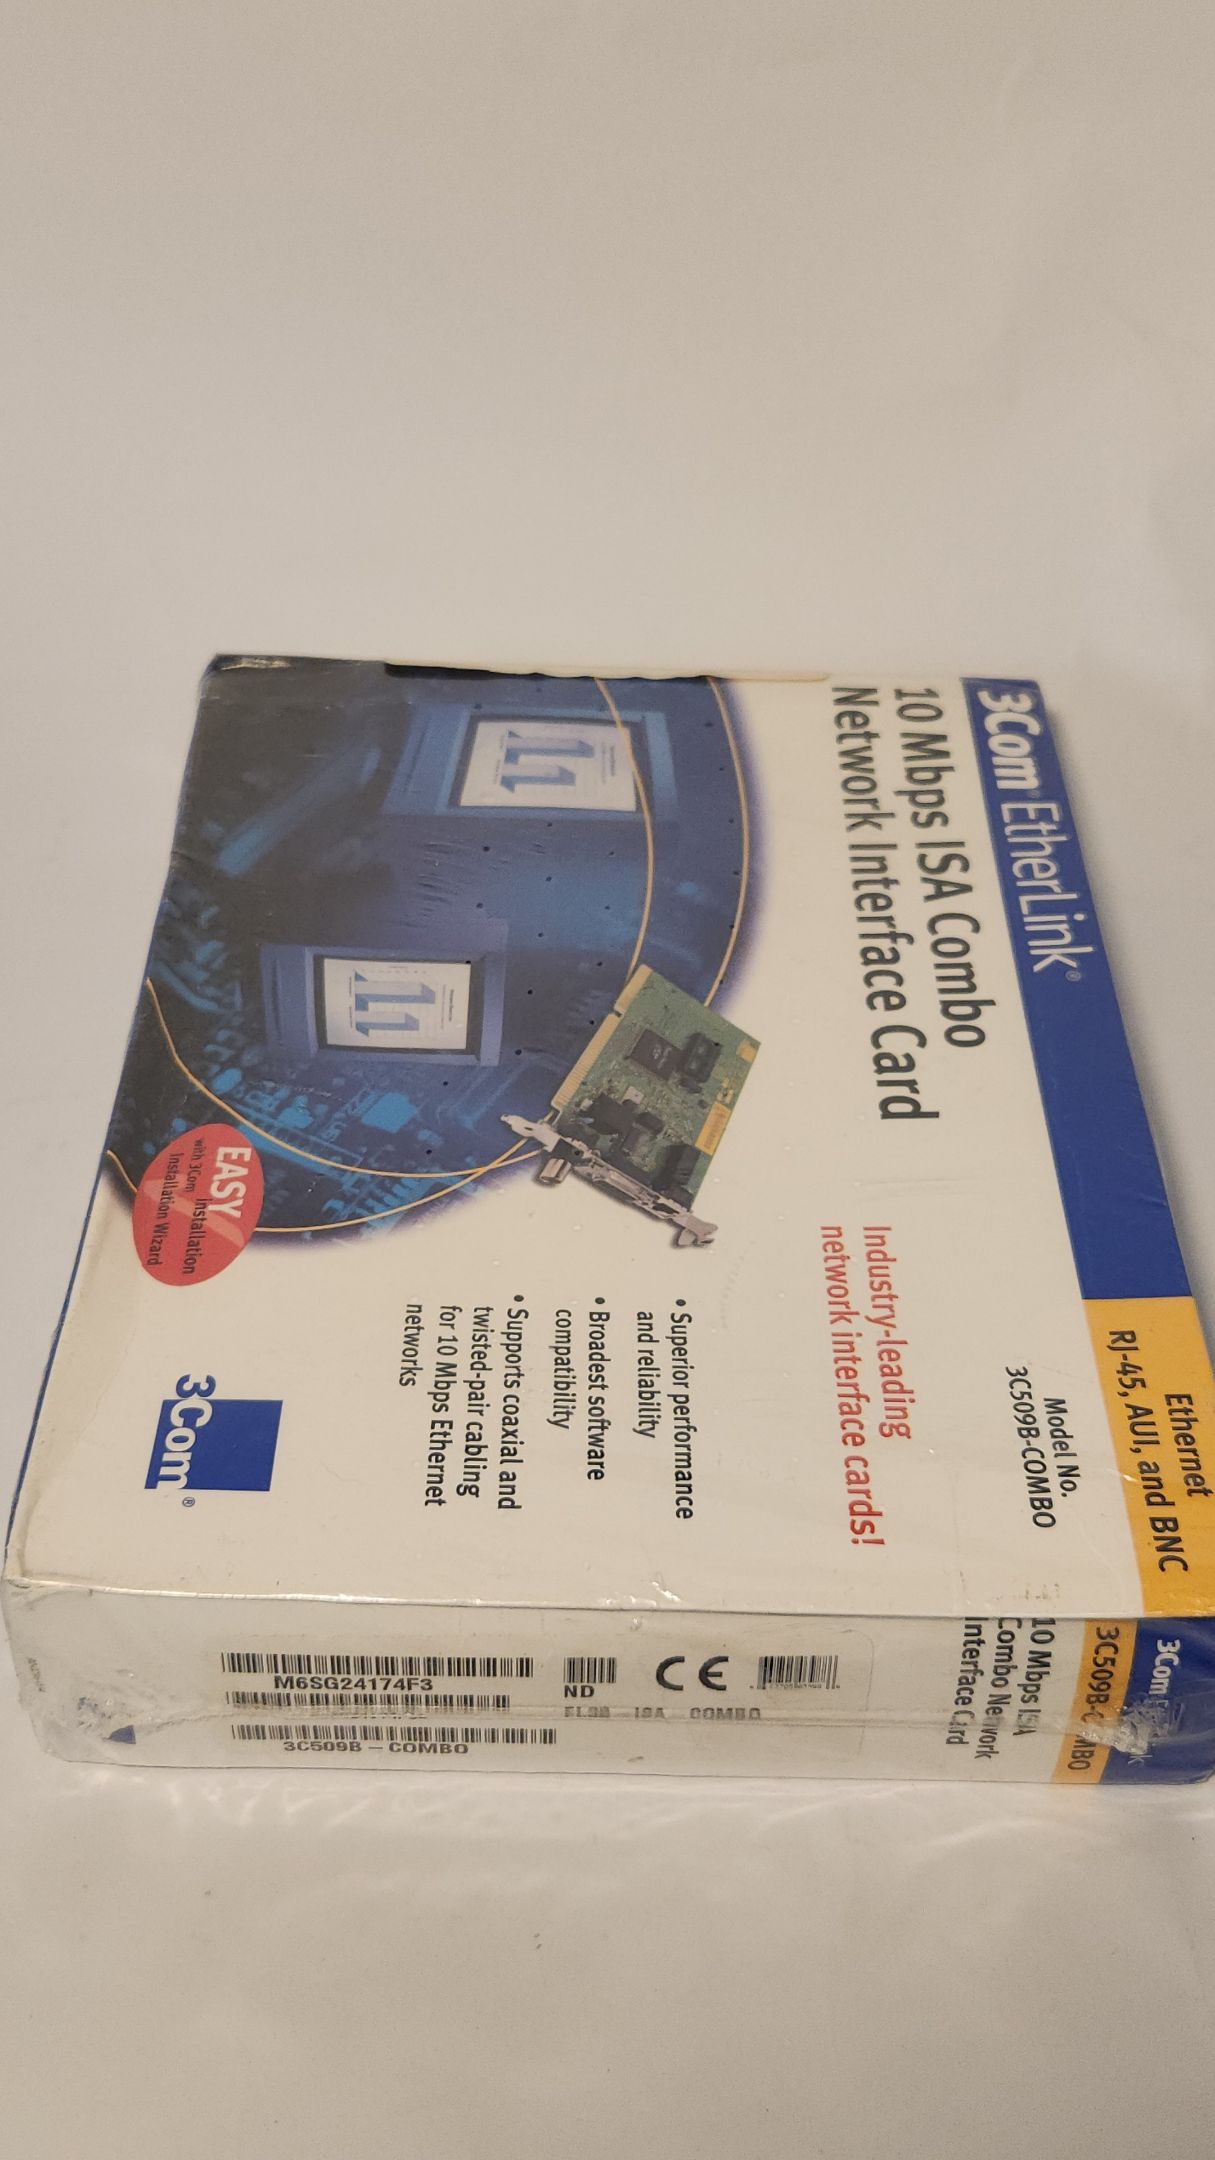 3Com® EtherLink®
Ethernet
RJ-45, AUI, and BNC
10 Mbps ISA Combo
Network Interface Card
Model No.
3C509B-COMBO
Industry-leading
network interface cards!
• Superior performance
and reliability
• Broadest software
compatibility
• Supports coaxial and
twisted-pair cabling
for 10 Mbps Ethernet
networks
EASY
with 3Com Installation
Installation Wizard
3Com®
3Com
10 Mbps ISA
Combo Network
Interface Card
CE
ND
ISA COMBO
M6SG24174F3
3C509B-COMBO